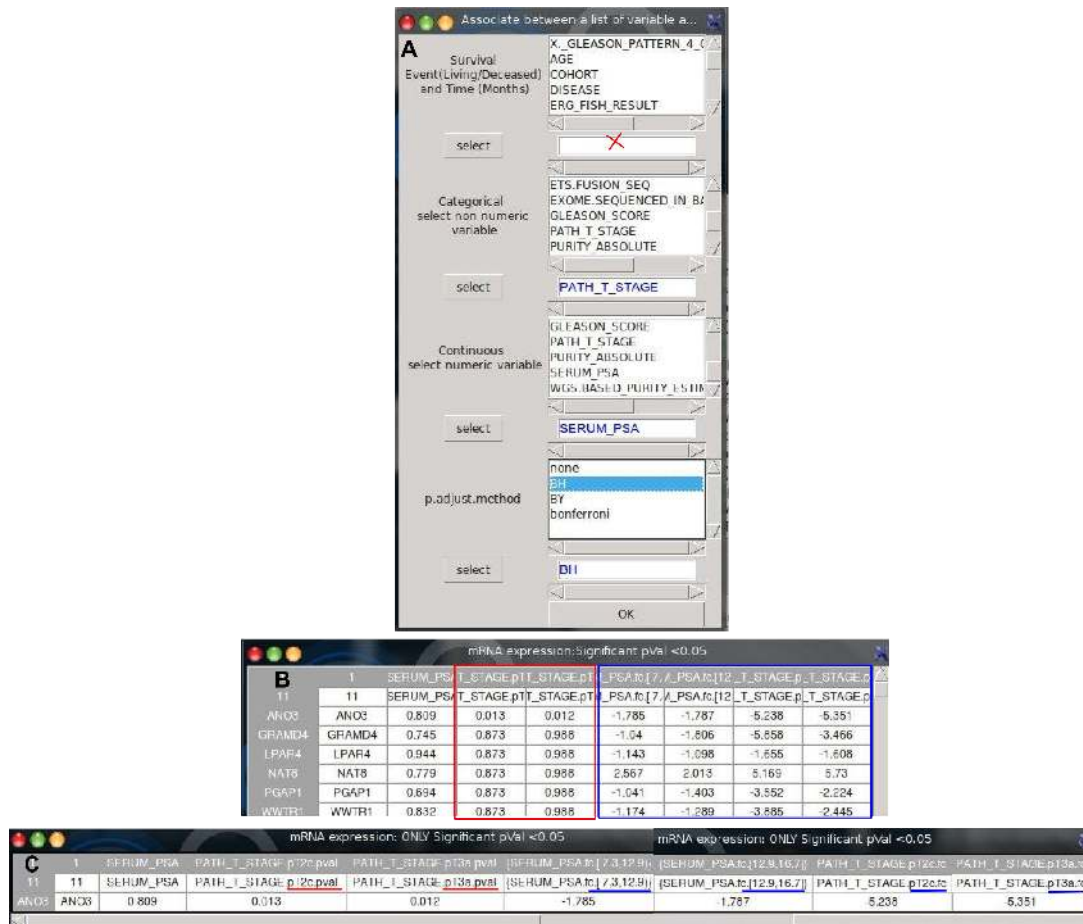 Associate between a list of variable a...
A
Survival
Event(Living/Deceased)
and Time (Months)
X._GLEASON_PATTERN_4_
AGE
COHORT
DISEASE
ERG_FISH_RESULT
select
Categorical
select non numeric
variable
ETS.FUSION_SEQ
EXOME.SEQUENCED_IN_BA
GLEASON_SCORE
PATH_T_STAGE
PURITY_ABSOLUTE
select
PATH_T_STAGE
Continuous
select numeric variable
GLEASON_SCORE
PATH_T_STAGE
PURITY_ABSOLUTE
SERUM_PSA
WGS.BASED_PURITY_ESTIM
select
SERUM_PSA
p.adjust.method
none
BH
BY
bonferroni
select
BH
OK
mRNA expression:Significant pVal <0.05
B
1 SERUM_PSA T_STAGE.pT T_STAGE.pT _PSA.fc.[7, _PSA.fc.[12 _T_STAGE.p _T_STAGE.p
11 11 SERUM_PSA T_STAGE.pT T_STAGE.pT _PSA.fc.[7, _PSA.fc.[12 _T_STAGE.p _T_STAGE.p
ANO3 ANO3 0.809 0.013 0.012 -1.785 -1.787 -5.238 -5.351
GRAMD4 GRAMD4 0.745 0.873 0.988 -1.04 -1.806 -5.858 -3.466
LPAR4 LPAR4 0.944 0.873 0.988 -1.143 -1.098 -1.655 -1.608
NAT8 NAT8 0.779 0.873 0.988 2.567 2.013 5.169 5.73
PGAP1 PGAP1 0.694 0.873 0.988 -1.041 -1.403 -3.552 -2.224
WWTR1 WWTR1 0.832 0.873 0.988 -1.174 -1.289 -3.885 -2.445
mRNA expression: ONLY Significant pVal <0.05 mRNA expression: ONLY Significant pVal <0.05
C
1 SERUM_PSA PATH_T_STAGE.pT2c.pval PATH_T_STAGE.pT3a.pval (SERUM_PSA.fc.[7.3,12.9)) (SERUM_PSA.fc.[12.9,16.7)) PATH_T_STAGE.pT2c.fc PATH_T_STAGE.pT3a.fc
11 11 SERUM_PSA PATH_T_STAGE.pT2c.pval PATH_T_STAGE.pT3a.pval (SERUM_PSA.fc.[7.3,12.9)) (SERUM_PSA.fc.[12.9,16.7)) PATH_T_STAGE.pT2c.fc PATH_T_STAGE.pT3a.fc
ANO3 ANO3 0.809 0.013 0.012 -1.785 -1.787 -5.238 -5.351